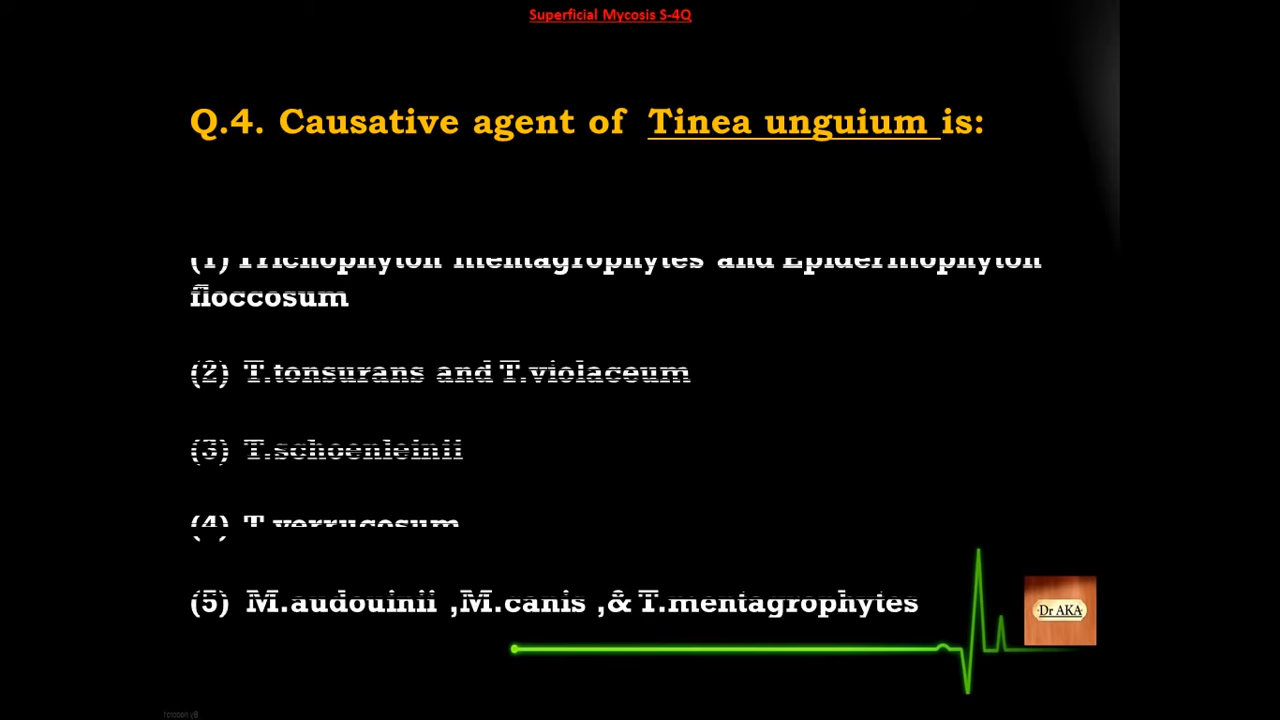 Superficial Mycosis S-4Q
Q.4. Causative agent of Tinea unguium is:
(1) Trichophyton mentagrophytes and Epidermophyton
floccosum
(2) T.tonsurans and T.violaceum
(3) T.schoenleinii
(4) T.verrucosum
(5) M.audouinii ,M.canis ,& T.mentagrophytes
Dr AKA